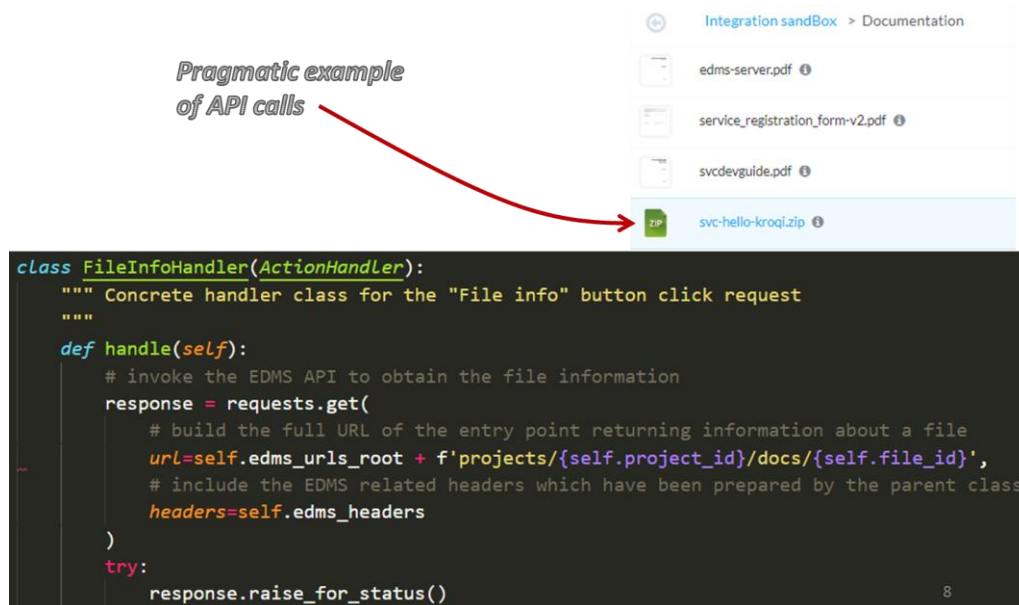 Integration sandBox > Documentation
Pragmatic example
of API calls
edms-server.pdf
service_registration_form-v2.pdf
svcdevguide.pdf
ZIP svc-hello-kroqi.zip
class FileInfoHandler(ActionHandler):
""" Concrete handler class for the "File info" button click request
"""
def handle(self):
# invoke the EDMS API to obtain the file information
response = requests.get(
# build the full URL of the entry point returning information about a file
url=self.edms_urls_root + f'projects/{self.project_id}/docs/{self.file_id}',
# include the EDMS related headers which have been prepared by the parent class
headers=self.edms_headers
)
try:
response.raise_for_status()
8